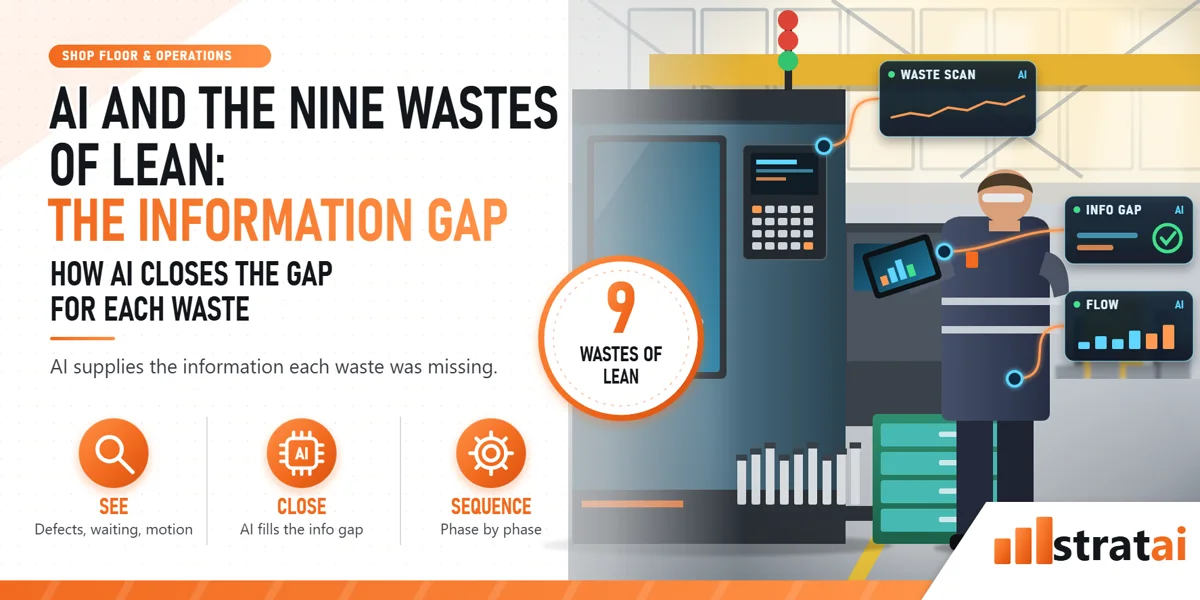 SHOP FLOOR & OPERATIONS
AI AND THE NINE WASTES
OF LEAN:
THE INFORMATION GAP
HOW AI CLOSES THE GAP
FOR EACH WASTE
AI supplies the information each waste was missing.
AI
SEE
Defects, waiting, motion
CLOSE
AI fills the info gap
SEQUENCE
Phase by phase
9
WASTES OF
LEAN
WASTE SCAN AI
INFO GAP AI
FLOW AI
stratai